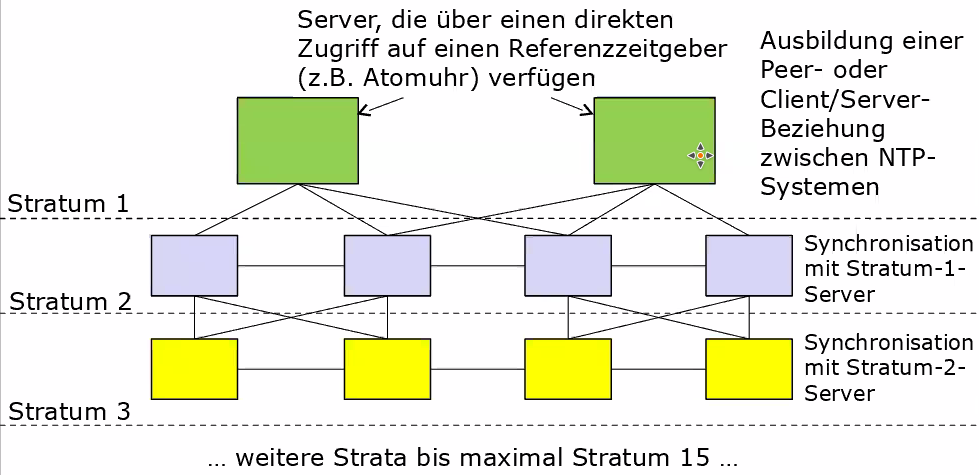 Server, die über einen direkten
Zugriff auf einen Referenzzeitgeber
(z.B. Atomuhr) verfügen
Ausbildung einer
Peer- oder
Client/Server-
Beziehung
zwischen NTP-
Systemen
Stratum 1
Synchronisation
mit Stratum-1-
Server
Stratum 2
Synchronisation
mit Stratum-2-
Server
Stratum 3
... weitere Strata bis maximal Stratum 15 ...